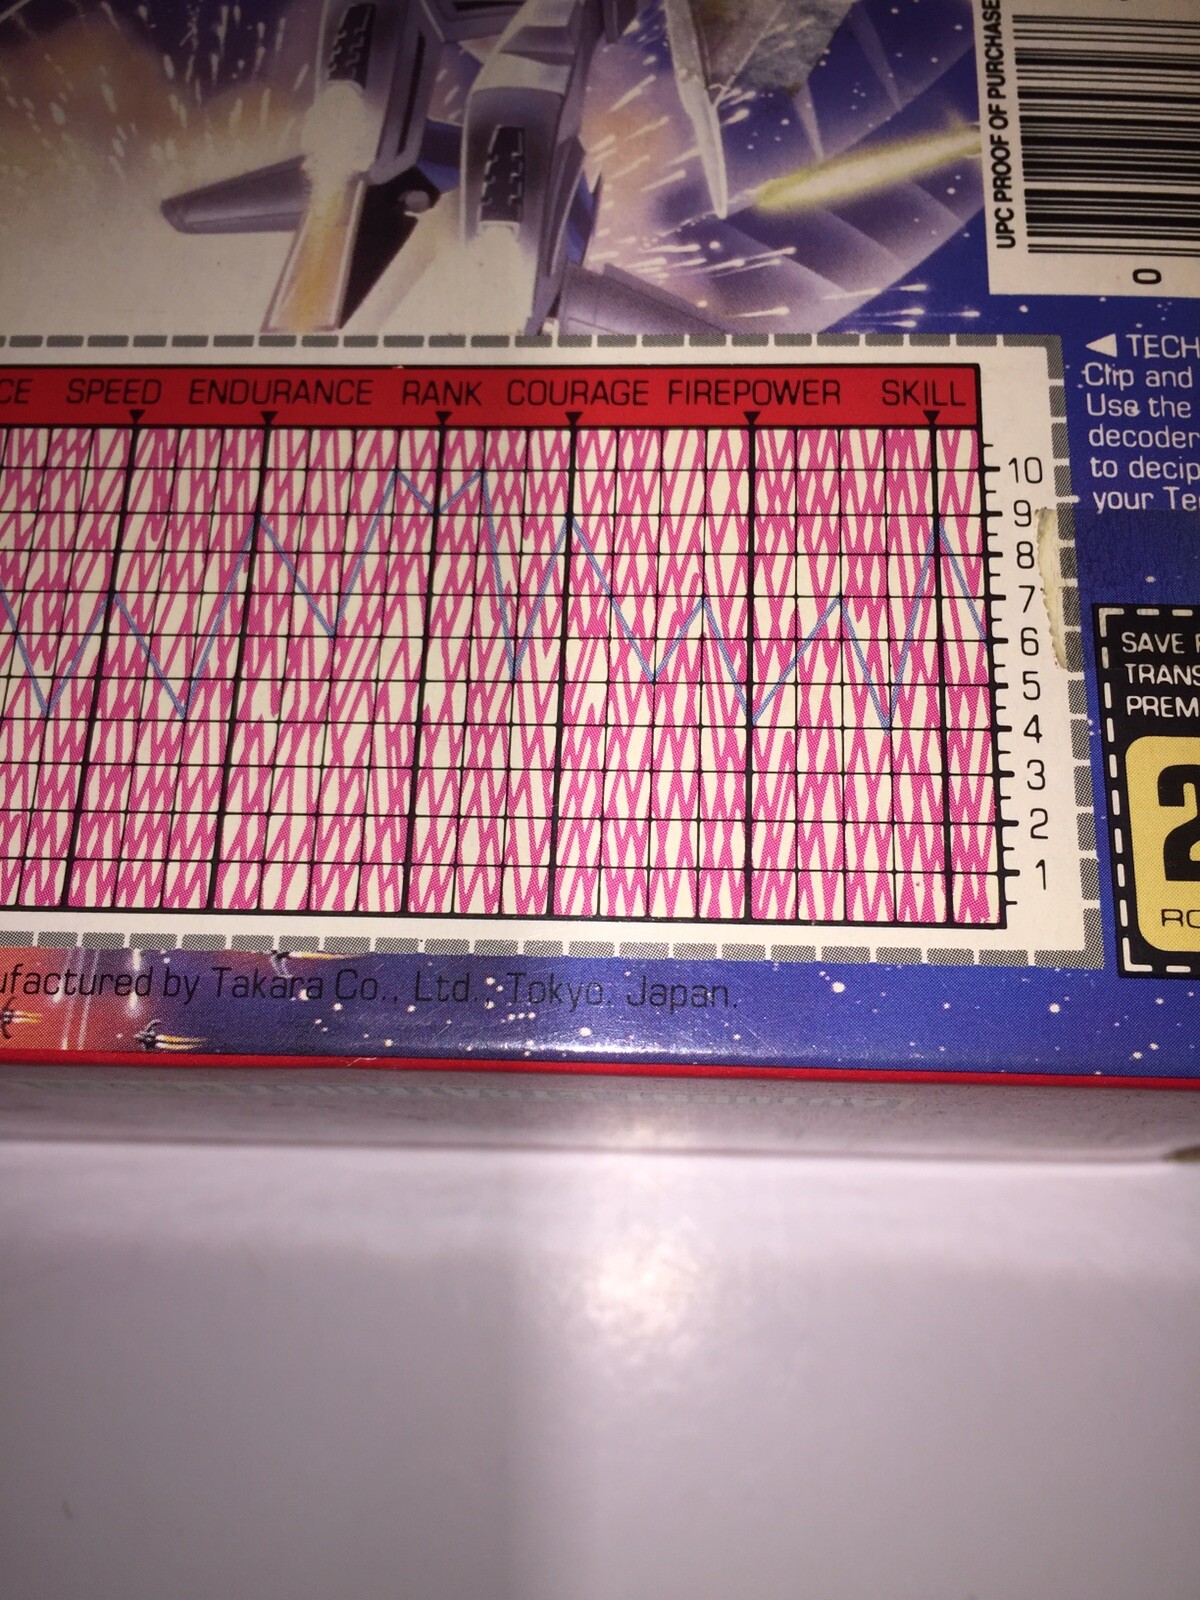 UPC PROOF OF PURCHASE
0
◀ TECH
Clip and
Use the
decoder
to decip
your Te
CE SPEED ENDURANCE RANK COURAGE FIREPOWER SKILL
10
9
8
7
6
5
4
3
2
1
SAVE
TRANS
PREM
2
RO
ufactured by Takara Co., Ltd., Tokyo, Japan.